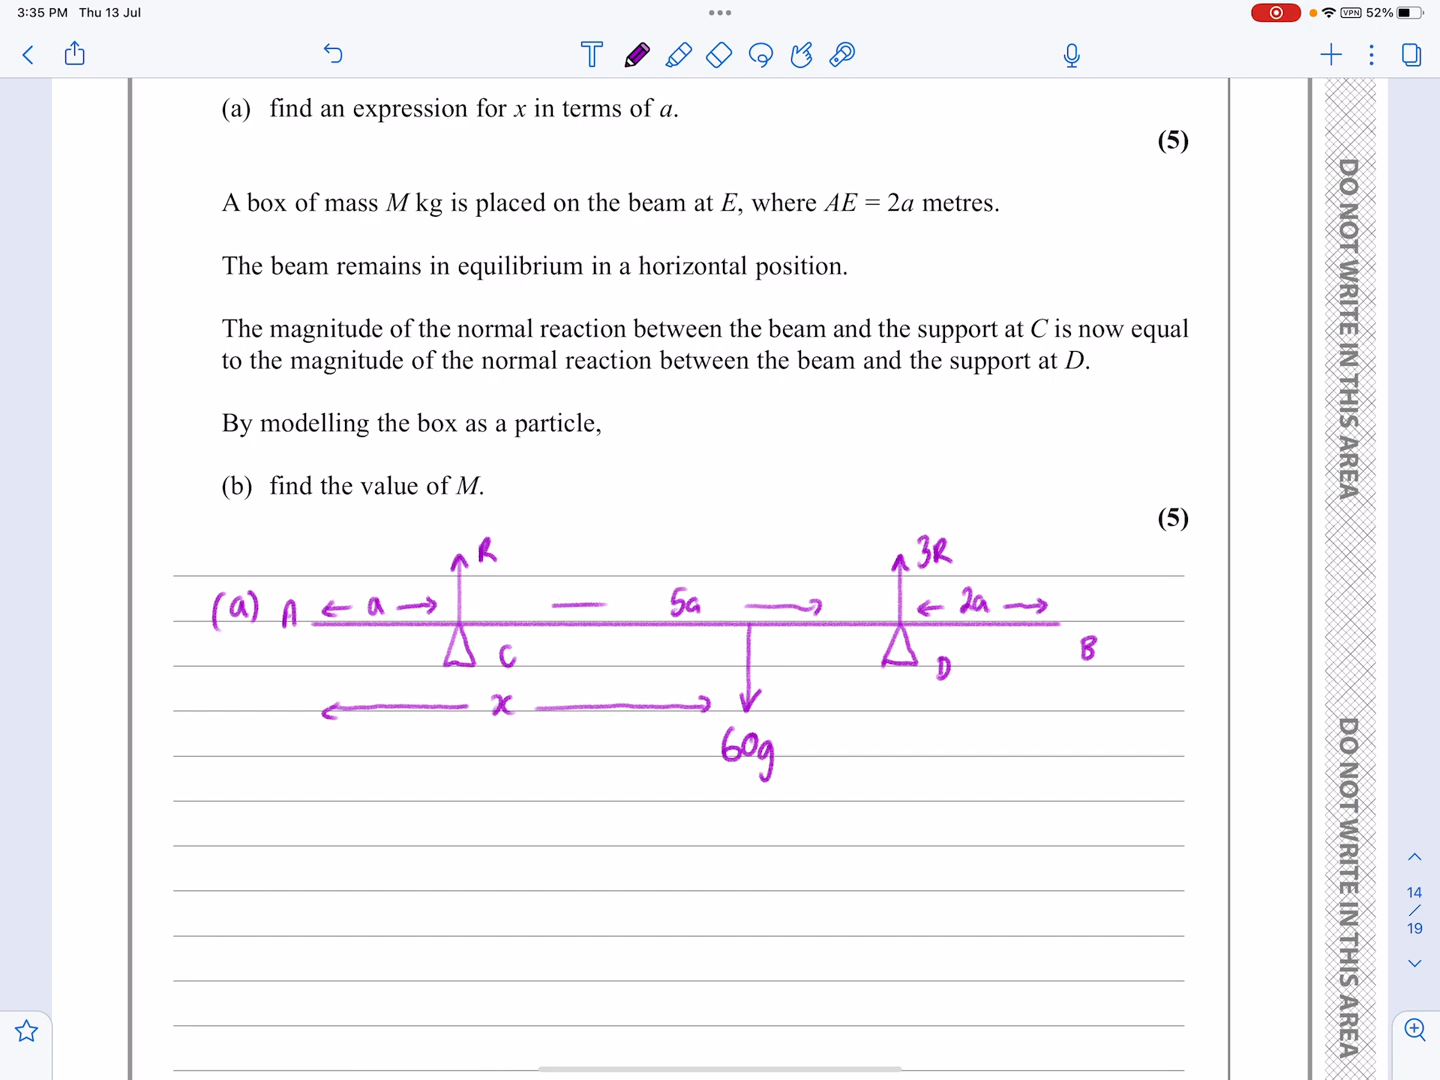 3:35 PM Thu 13 Jul
VPN 52%
(a) find an expression for x in terms of a.
(5)
A box of mass M kg is placed on the beam at E, where AE = 2a metres.
The beam remains in equilibrium in a horizontal position.
The magnitude of the normal reaction between the beam and the support at C is now equal
to the magnitude of the normal reaction between the beam and the support at D.
By modelling the box as a particle,
(b) find the value of M.
(5)
R 3R
(a) A ← a → — 5a → ← 2a →
C D B
← x →
60g
DO NOT WRITE IN THIS AREA
DO NOT WRITE IN THIS AREA
14
/
19